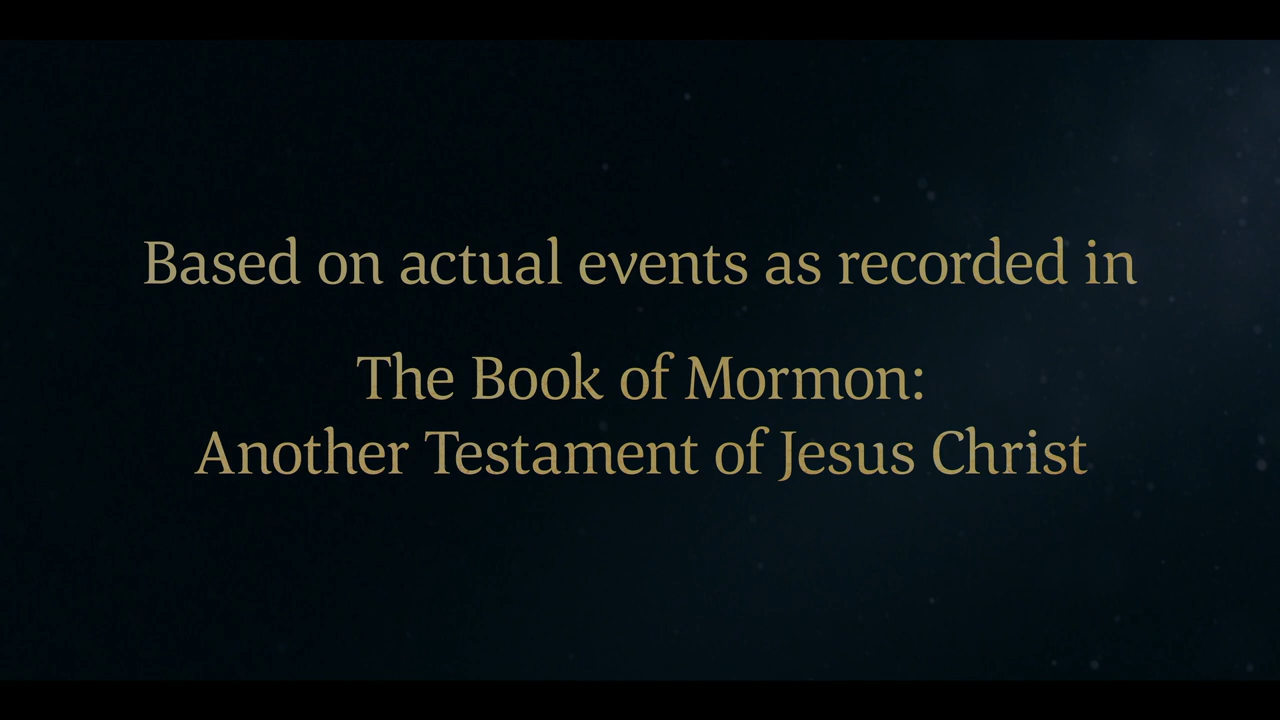 Based on actual events as recorded in
The Book of Mormon:
Another Testament of Jesus Christ